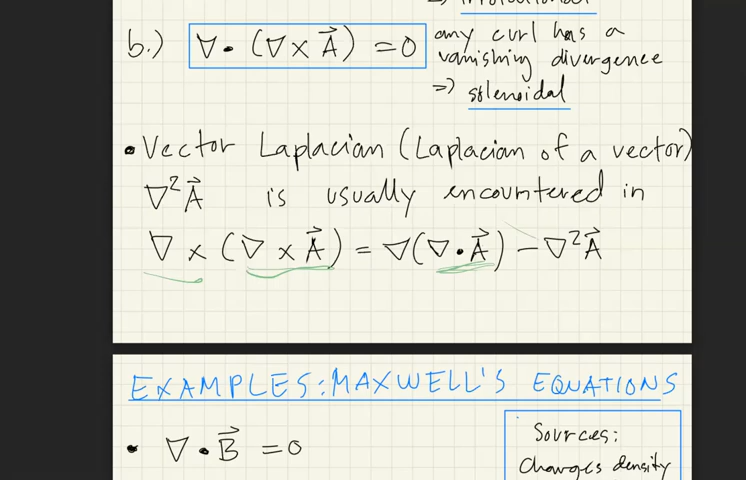 b.) ∇ • (∇ × A⃗) = 0
any curl has a
vanishing divergence
=> solenoidal
• Vector Laplacian (Laplacian of a vector)
∇²A⃗ is usually encountered in
∇ × (∇ × A⃗) = ∇(∇ • A⃗) − ∇²A⃗
EXAMPLES: MAXWELL'S EQUATIONS
• ∇ • B⃗ = 0
Sources:
Charges density